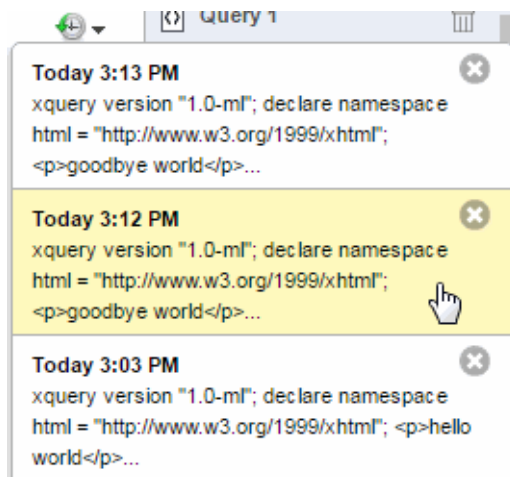 Query 1
Today 3:13 PM
xquery version "1.0-ml"; declare namespace
html = "http://www.w3.org/1999/xhtml";
<p>goodbye world</p>...
Today 3:12 PM
xquery version "1.0-ml"; declare namespace
html = "http://www.w3.org/1999/xhtml";
<p>goodbye world</p>...
Today 3:03 PM
xquery version "1.0-ml"; declare namespace
html = "http://www.w3.org/1999/xhtml"; <p>hello
world</p>...